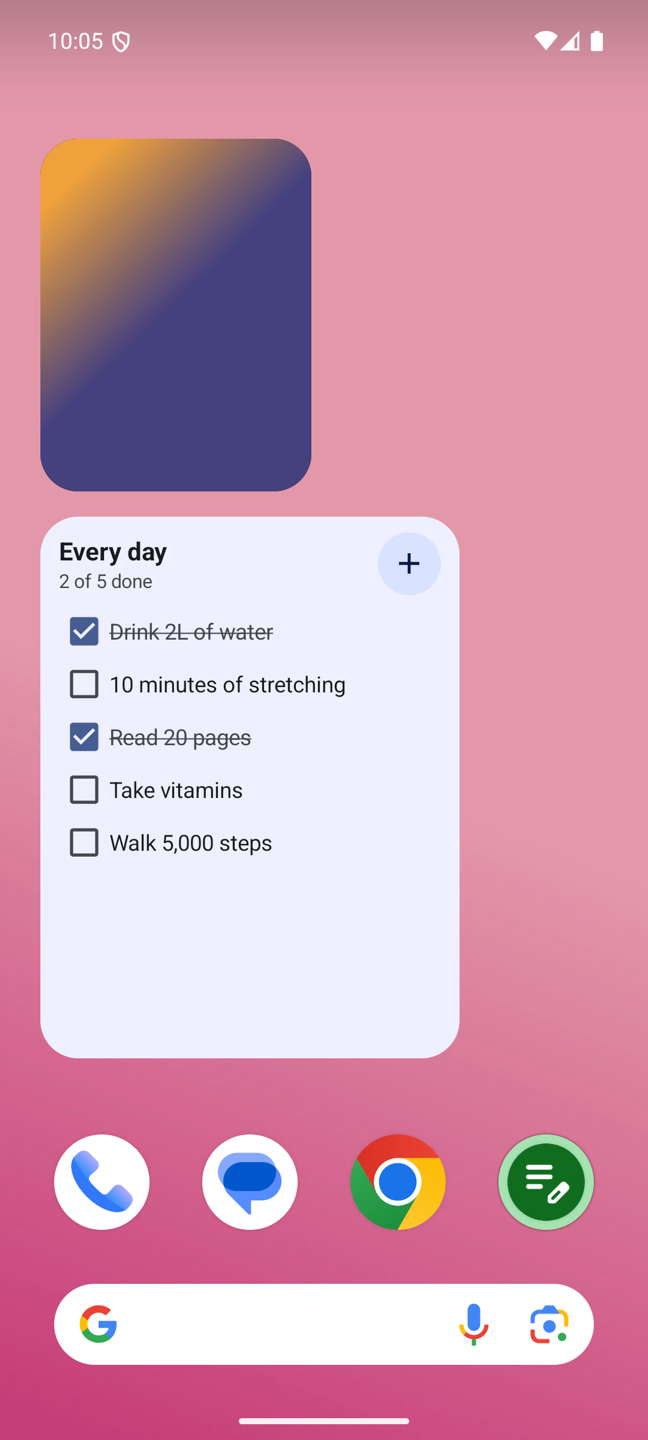 10:05
Every day
2 of 5 done
Drink 2L of water
10 minutes of stretching
Read 20 pages
Take vitamins
Walk 5,000 steps